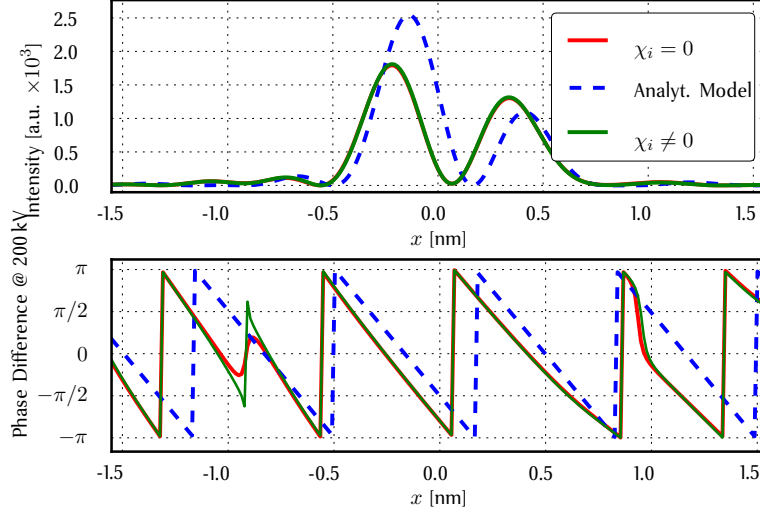 2.5
2.0
1.5
1.0
0.5
0.0
Intensity [a.u. ×10³]
χᵢ = 0
Analyt. Model
χᵢ ≠ 0
-1.5 -1.0 -0.5 0.0 0.5 1.0 1.5
x [nm]
Phase Difference @ 200 kV
π
π/2
0
−π/2
−π
-1.5 -1.0 -0.5 0.0 0.5 1.0 1.5
x [nm]